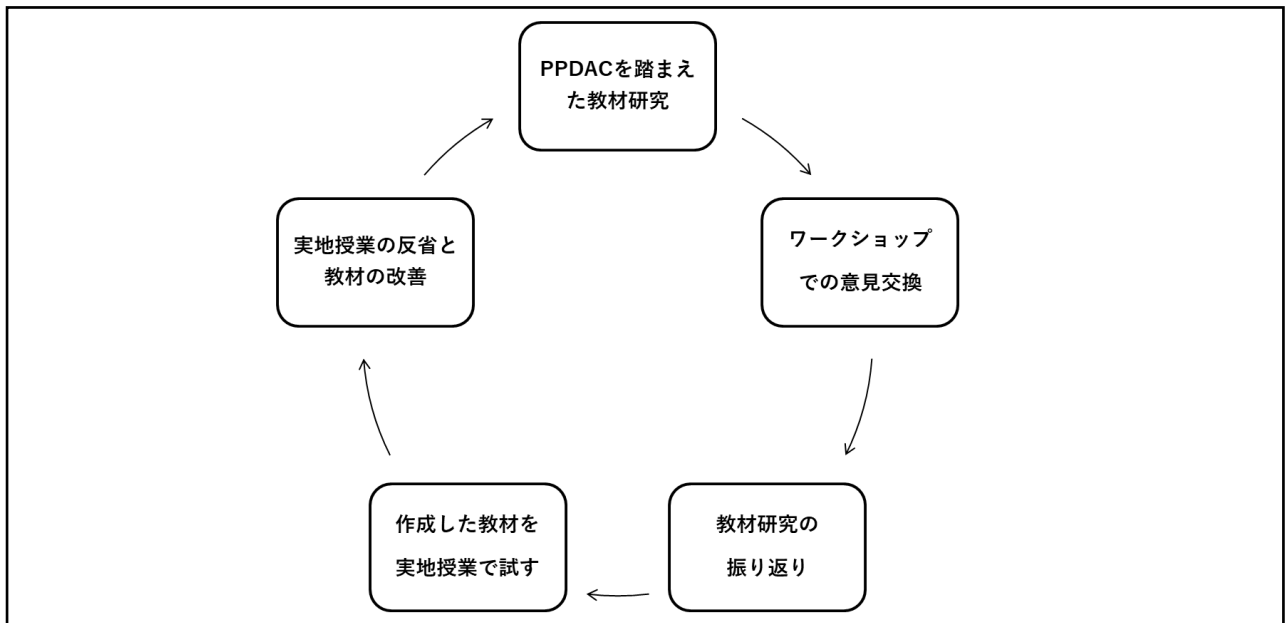 PPDACを踏まえ
た教材研究
ワークショップ
での意見交換
教材研究の
振り返り
作成した教材を
実地授業で試す
実地授業の反省と
教材の改善